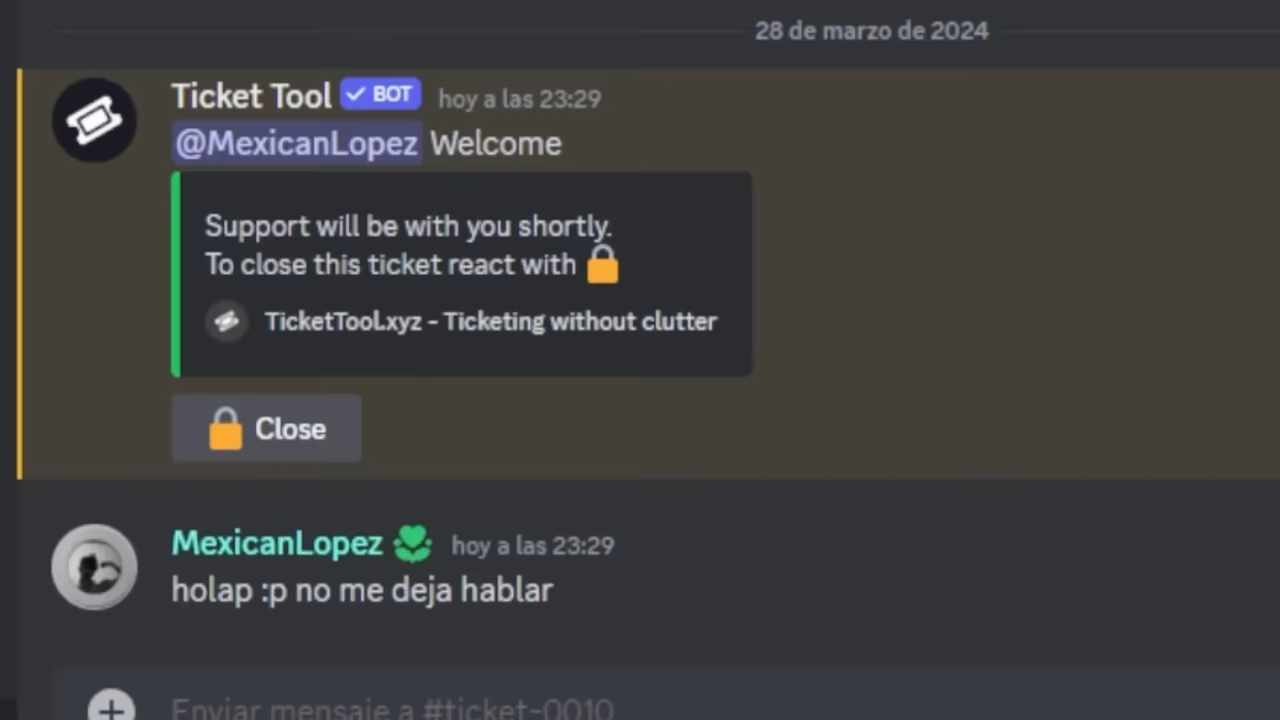 28 de marzo de 2024
Ticket Tool BOT hoy a las 23:29
@MexicanLopez Welcome
Support will be with you shortly.
To close this ticket react with
TicketTool.xyz - Ticketing without clutter
Close
MexicanLopez hoy a las 23:29
holap :p no me deja hablar
Enviar mensaje a #ticket-0010